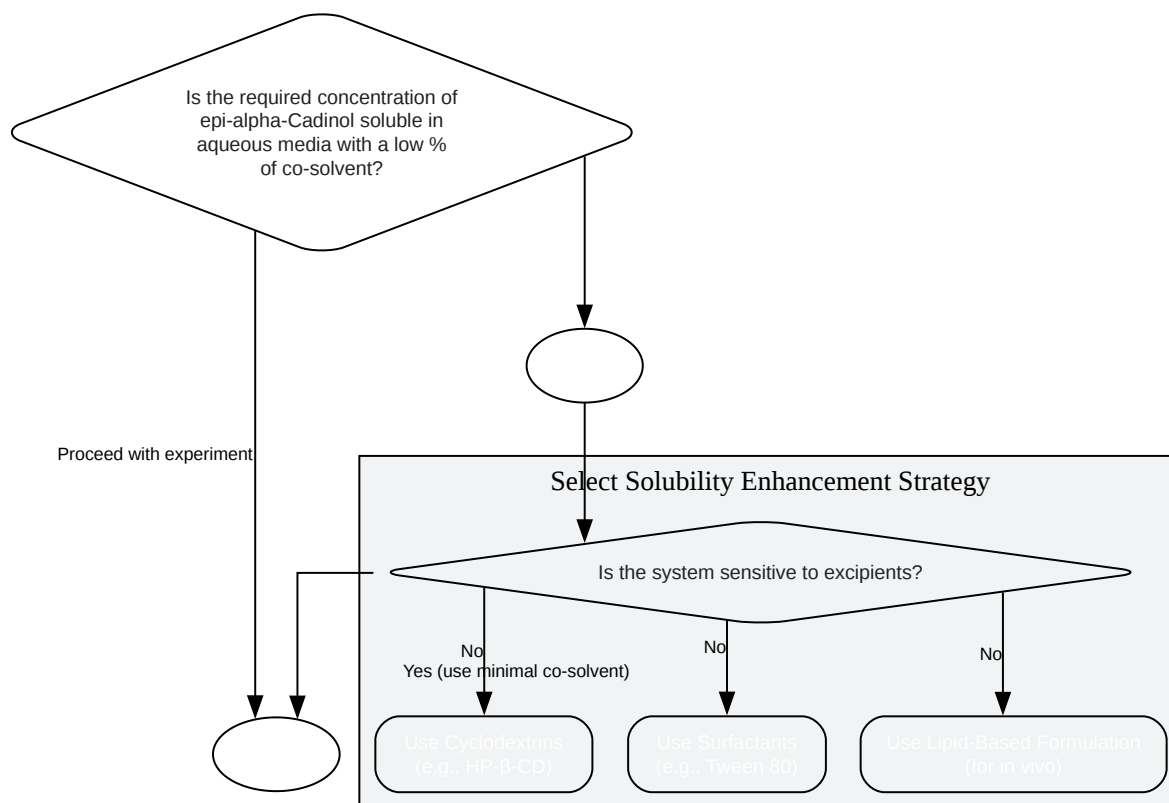 Is the required concentration of
epi-alpha-Cadinol soluble in
aqueous media with a low %
of co-solvent?
Proceed with experiment
Select Solubility Enhancement Strategy
Is the system sensitive to excipients?
No
Yes (use minimal co-solvent)
No
No
Use Cyclodextrins
(e.g., HP-β-CD)
Use Surfactants
(e.g., Tween 80)
Use Lipid-Based Formulation
(for in vivo)